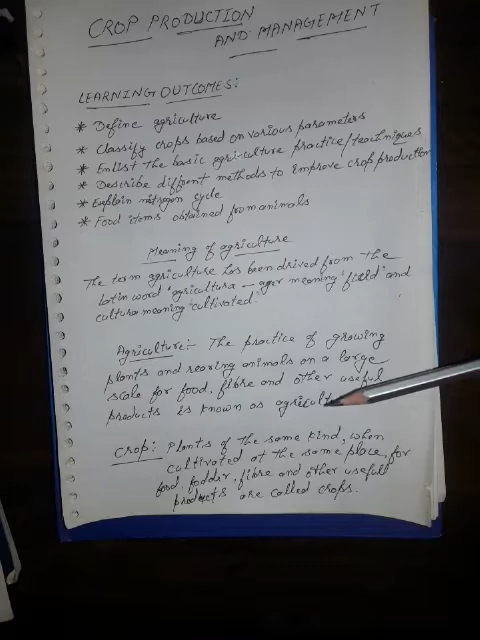 CROP PRODUCTION
AND MANAGEMENT
LEARNING OUTCOMES:
* Define agriculture
* Classify crops based on various parameters
* Enlist the basic agriculture practice/teachniques
* Describe diffent methods to improve crop production
* Explain nitrogen cycle
* Food items obtained from animals
Meaning of agriculture
The term agriculture has been drived from the
latin word 'agricultura – ager meaning 'field' and
cultura meaning 'cultivated.'
Agriculture:- The practice of growing
plants and rearing animals on a large
scale for food, fibre and other useful
products is known as
Crop: Plants of the same kind, when
cultivated at the same place, for
food, fodder, fibre and other usefull
products are called crops.